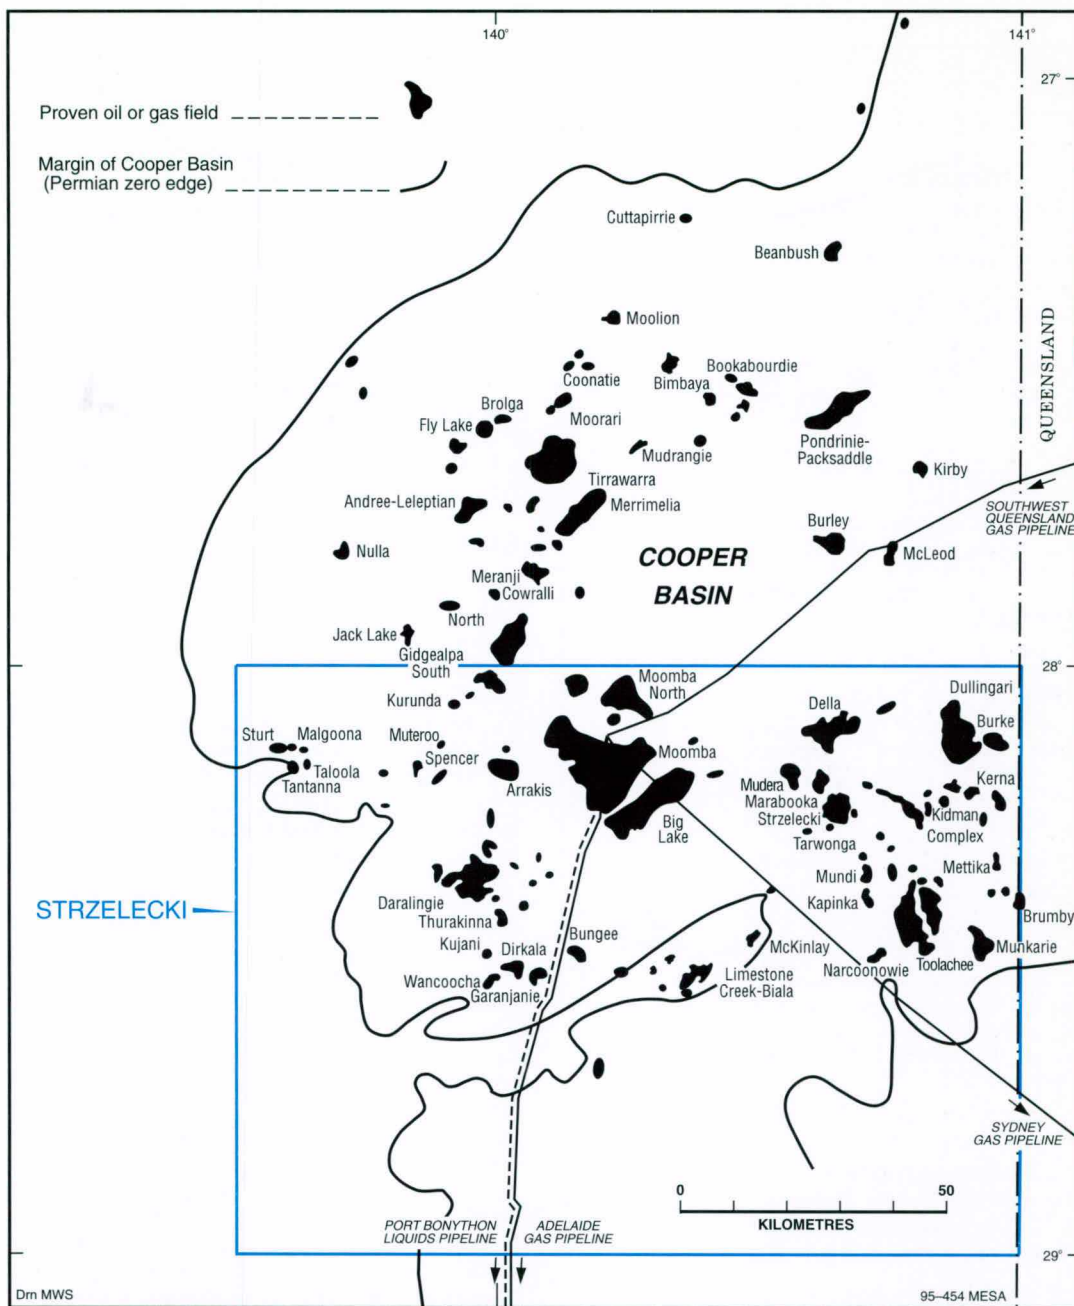 140°
141°
27°
Proven oil or gas field
Margin of Cooper Basin
(Permian zero edge)
Cuttapirrie
Beanbush
QUEENSLAND
Moolion
Coonatie
Bimbaya
Bookabourdie
Brolga
Moorari
Fly Lake
Mudrangie
Pondrinie-
Packsaddle
Kirby
Tirrawarra
Merrimelia
Andree-Leleptian
SOUTHWEST
QUEENSLAND
GAS PIPELINE
Burley
McLeod
Nulla
COOPER
BASIN
Meranji
Cowralli
North
Jack Lake
Gidgealpa
South
28°
Kurunda
Moomba
North
Della
Dullingari
Burke
Sturt
Malgoona
Muteroo
Spencer
Taloola
Tantanna
Arrakis
Moomba
Mudera
Marabooka
Strzelecki
Kerna
Big
Lake
Kidman
Complex
Tarwonga
Mundi
Mettika
Kapinka
Daralingie
Thurakinna
STRZELECKI
Brumby
Kujani
Dirkala
Bungee
McKinlay
Munkarie
Wancoocha
Garanjanie
Limestone
Creek-Biala
Narcoonowie
Toolachee
SYDNEY
GAS PIPELINE
0 50
KILOMETRES
PORT BONYTHON
LIQUIDS PIPELINE
ADELAIDE
GAS PIPELINE
29°
Drn MWS
95–454 MESA